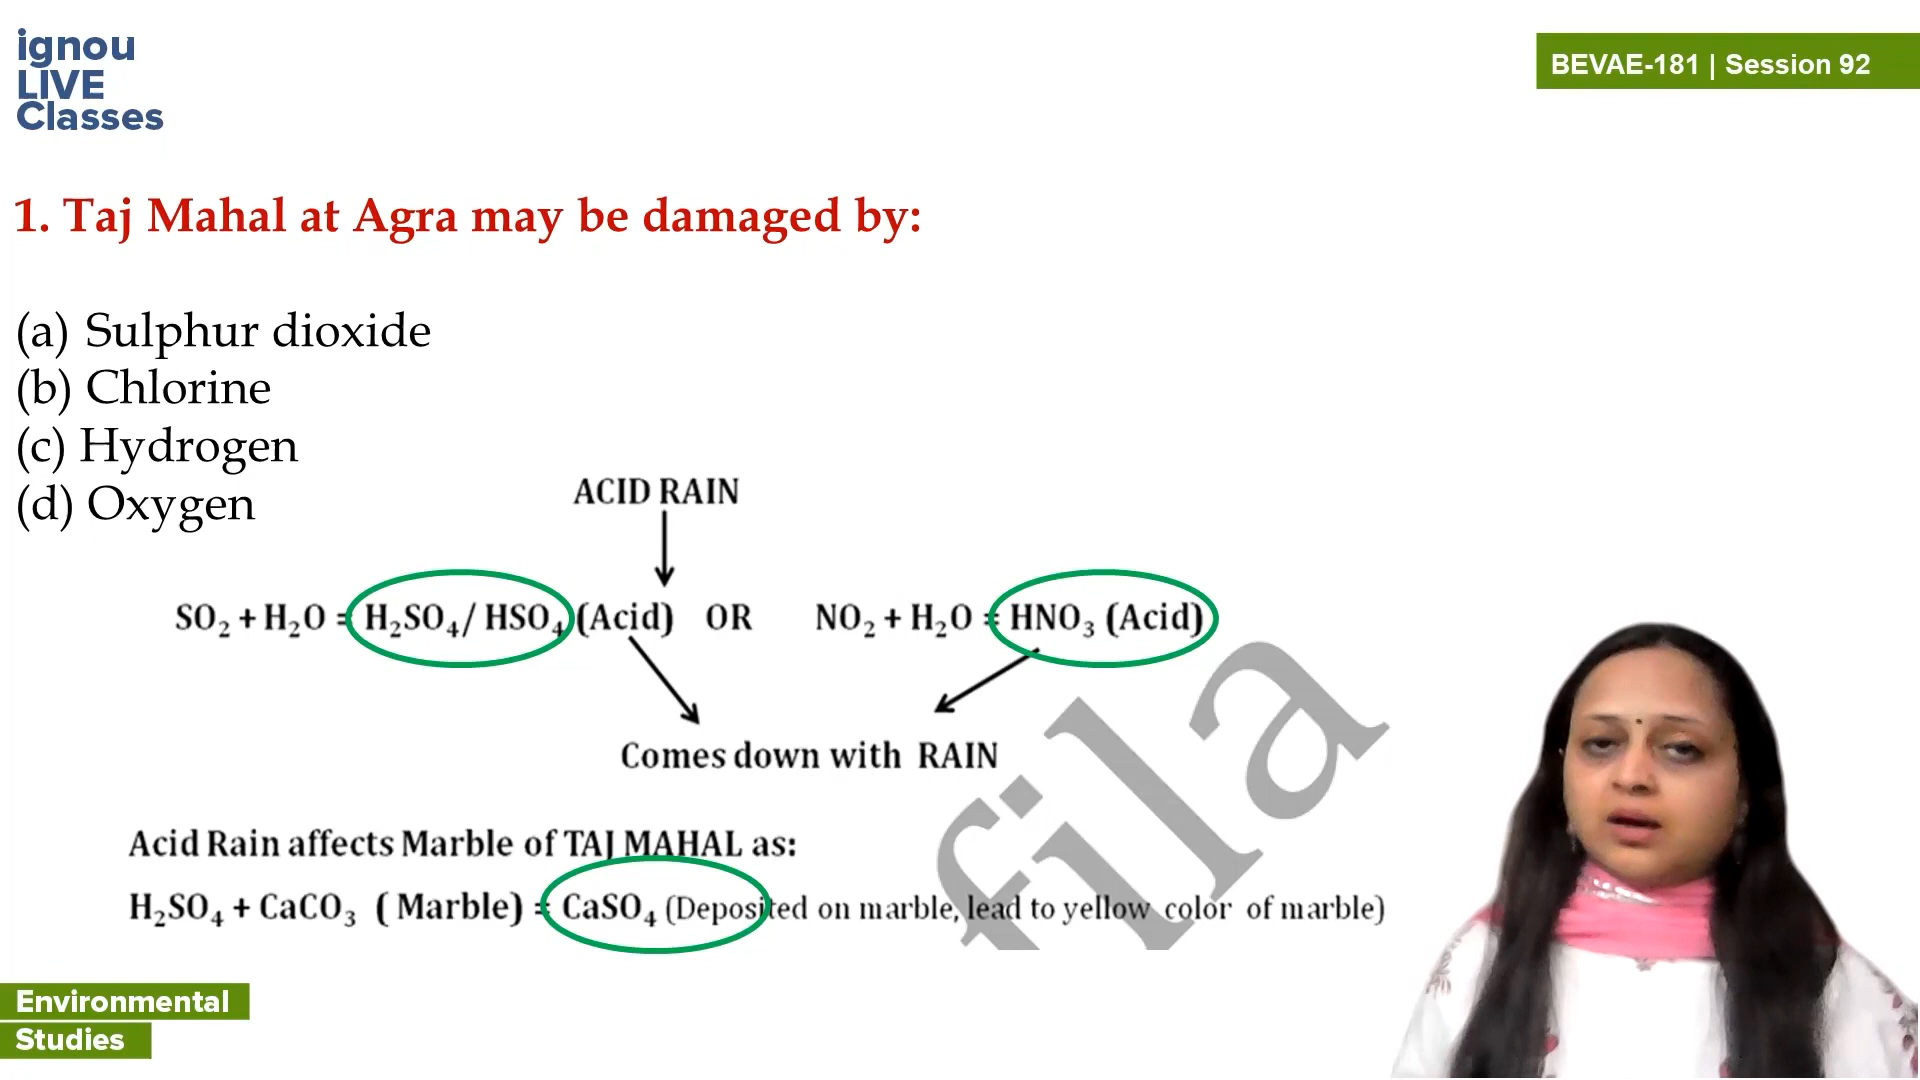 ignou
LIVE
Classes
BEVAE-181 | Session 92
1. Taj Mahal at Agra may be damaged by:
(a) Sulphur dioxide
(b) Chlorine
(c) Hydrogen
(d) Oxygen
ACID RAIN
SO₂ + H₂O = H₂SO₄/ HSO₄ (Acid) OR NO₂ + H₂O = HNO₃ (Acid)
Comes down with RAIN
Acid Rain affects Marble of TAJ MAHAL as:
H₂SO₄ + CaCO₃ ( Marble) = CaSO₄ (Deposited on marble, lead to yellow color of marble)
fila
Environmental
Studies